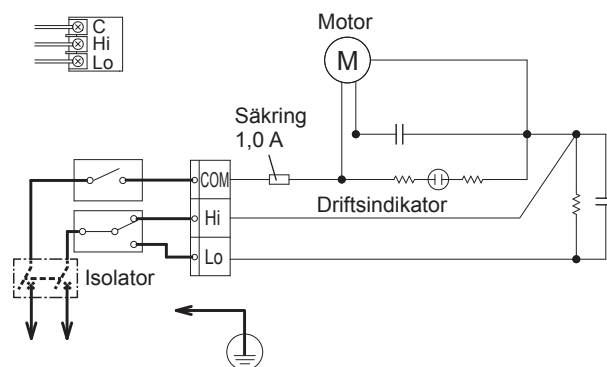 C
Hi
Lo
Motor
M
Säkring
1,0 A
COM
Hi
Lo
Driftsindikator
Isolator